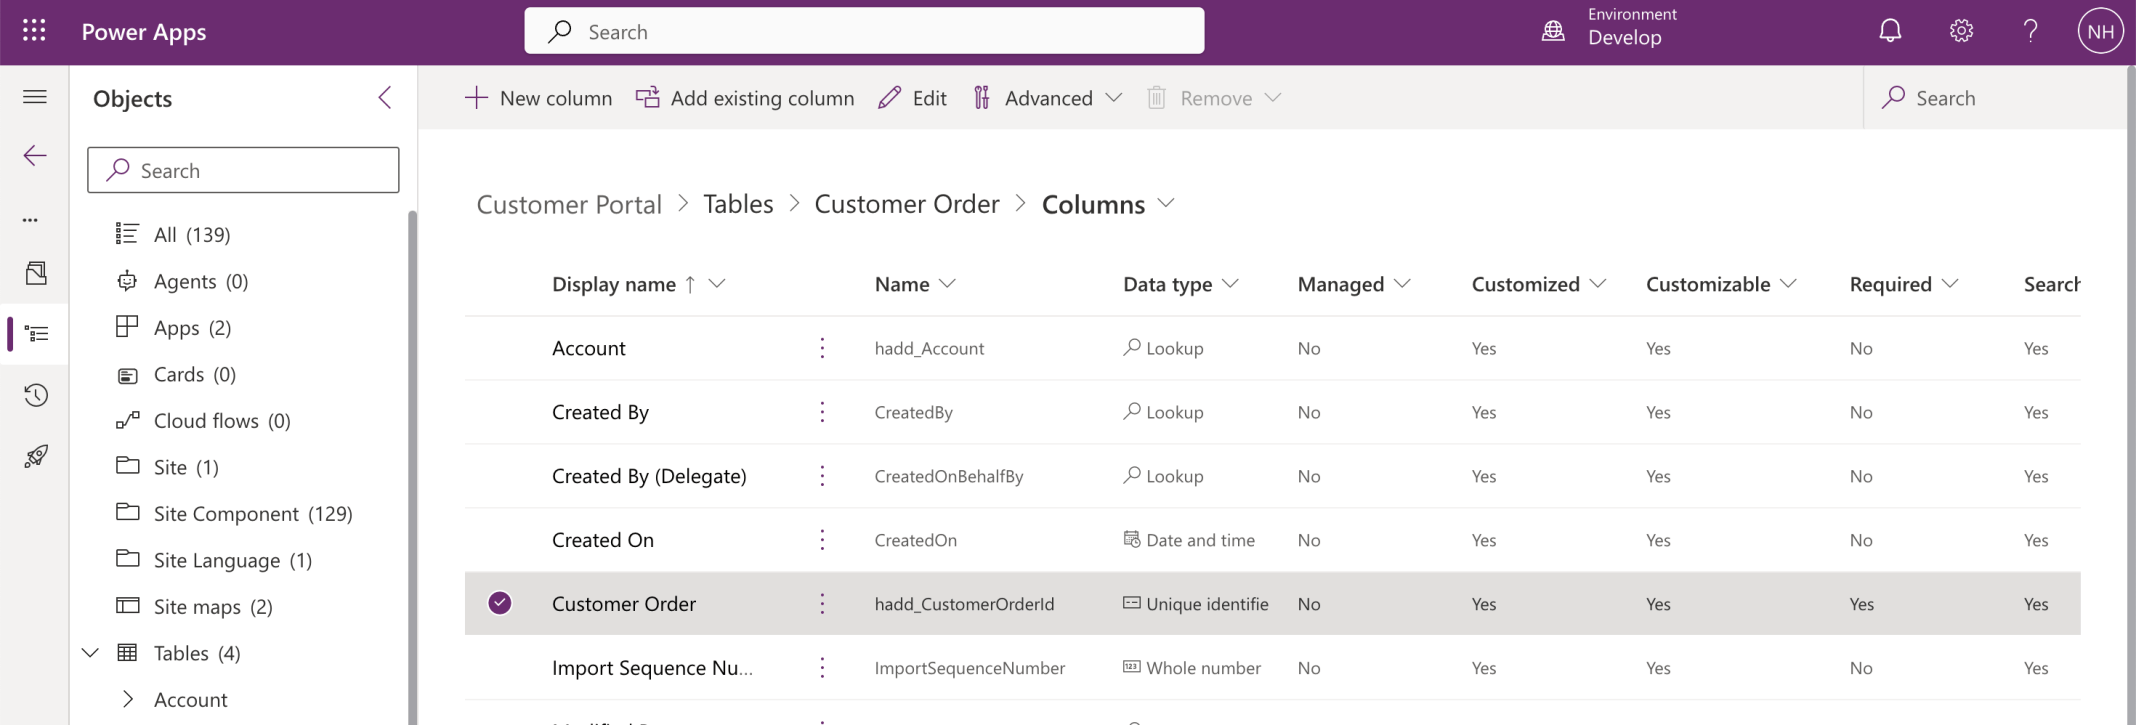 Power Apps
Search
Environment
Develop
?
NH
Objects
Search
All (139)
Agents (0)
Apps (2)
Cards (0)
Cloud flows (0)
Site (1)
Site Component (129)
Site Language (1)
Site maps (2)
Tables (4)
Account
New column Add existing column Edit Advanced Remove
Search
Customer Portal > Tables > Customer Order > Columns
Display name ↑ Name Data type Managed Customized Customizable Required Search
Account hadd_Account Lookup No Yes Yes No Yes
Created By CreatedBy Lookup No Yes Yes No Yes
Created By (Delegate) CreatedOnBehalfBy Lookup No Yes Yes No Yes
Created On CreatedOn Date and time No Yes Yes No Yes
Customer Order hadd_CustomerOrderId Unique identifie No Yes Yes Yes Yes
Import Sequence Nu... ImportSequenceNumber Whole number No Yes Yes No Yes